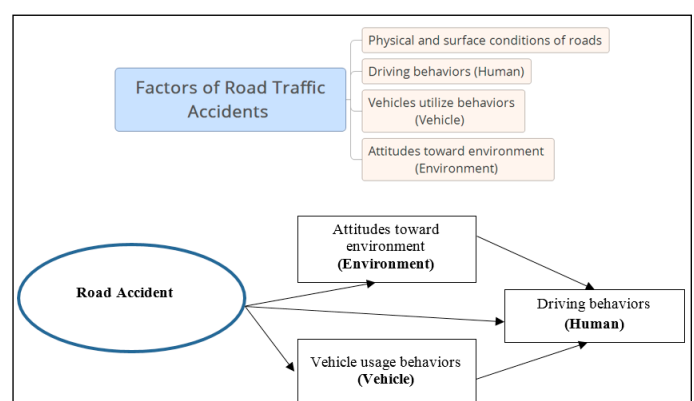 Factors of Road Traffic
Accidents
Physical and surface conditions of roads
Driving behaviors (Human)
Vehicles utilize behaviors
(Vehicle)
Attitudes toward environment
(Environment)
Attitudes toward
environment
(Environment)
Road Accident
Driving behaviors
(Human)
Vehicle usage behaviors
(Vehicle)